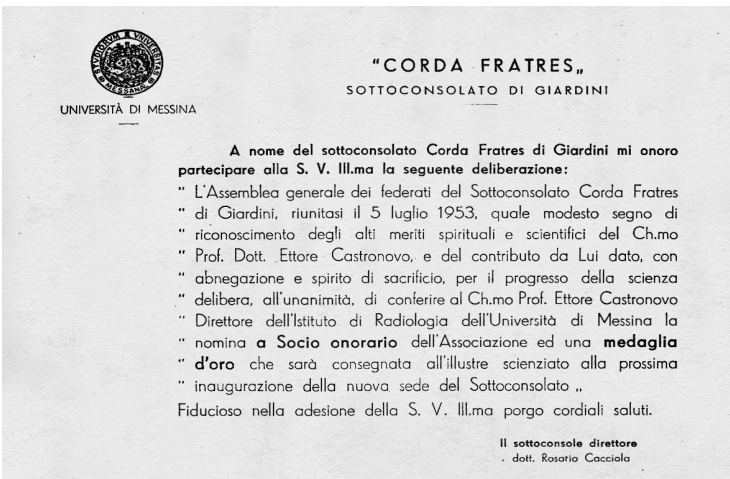 STVDIORVM VNIVERSITAS MESSANAE
UNIVERSITÀ DI MESSINA
“CORDA FRATRES„
SOTTOCONSOLATO DI GIARDINI
A nome del sottoconsolato Corda Fratres di Giardini mi onoro
partecipare alla S. V. Ill.ma la seguente deliberazione:
“ L'Assemblea generale dei federati del Sottoconsolato Corda Fratres
“ di Giardini, riunitasi il 5 luglio 1953, quale modesto segno di
“ riconoscimento degli alti meriti spirituali e scientifici del Ch.mo
“ Prof. Dott. Ettore Castronovo, e del contributo da Lui dato, con
“ abnegazione e spirito di sacrificio, per il progresso della scienza
“ delibera, all'unanimità, di conferire al Ch.mo Prof. Ettore Castronovo
“ Direttore dell'Istituto di Radiologia dell'Università di Messina la
“ nomina a Socio onorario dell'Associazione ed una medaglia
“ d'oro che sarà consegnata all'illustre scienziato alla prossima
“ inaugurazione della nuova sede del Sottoconsolato „
Fiducioso nella adesione della S. V. Ill.ma porgo cordiali saluti.
Il sottoconsole direttore
dott. Rosario Cacciola